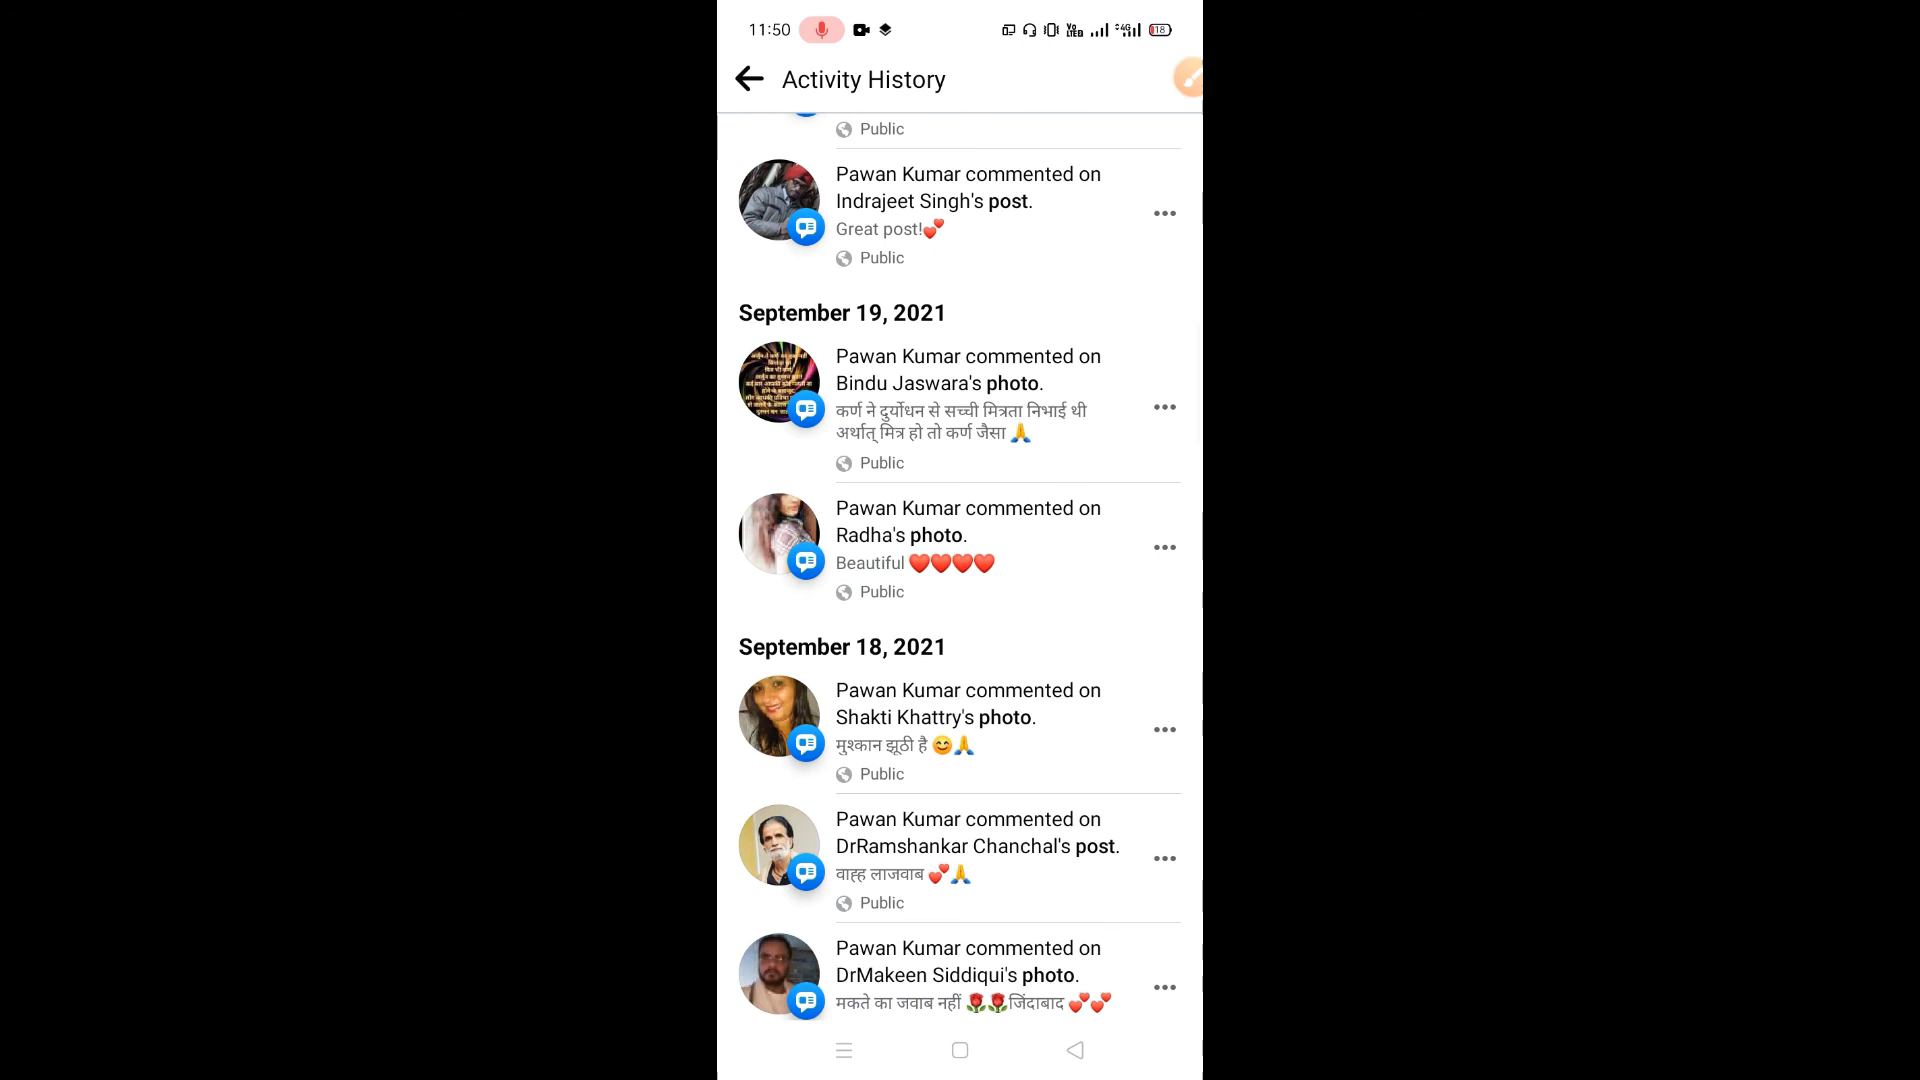 11:50
VoLTED 4G 18
Activity History
Public
Pawan Kumar commented on
Indrajeet Singh's post.
Great post!💕
Public
September 19, 2021
Pawan Kumar commented on
Bindu Jaswara's photo.
कर्ण ने दुर्योधन से सच्ची मित्रता निभाई थी
अर्थात् मित्र हो तो कर्ण जैसा 🙏
Public
Pawan Kumar commented on
Radha's photo.
Beautiful ❤️❤️❤️❤️
Public
September 18, 2021
Pawan Kumar commented on
Shakti Khattry's photo.
मुश्कान झूठी है 😊🙏
Public
Pawan Kumar commented on
DrRamshankar Chanchal's post.
वाह्ह लाजवाब 💕🙏
Public
Pawan Kumar commented on
DrMakeen Siddiqui's photo.
मकते का जवाब नहीं 🌹🌹जिंदाबाद 💕💕